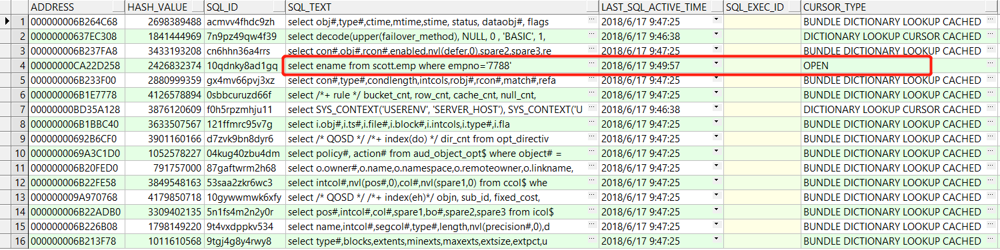 ADDRESS HASH_VALUE SQL_ID SQL_TEXT LAST_SQL_ACTIVE_TIME SQL_EXEC_ID CURSOR_TYPE
1 000000006B264C68 2698389488 acmvv4fhdc9zh select obj#,type#,ctime,mtime,stime, status, dataobj#, flags ... 2018/6/17 9:47:25 BUNDLE DICTIONARY LOOKUP CACHED ...
2 000000007637EC308 1841444969 7n9pz49qw4f39 select decode(upper(failover_method), NULL, 0 , 'BASIC', 1, ... 2018/6/17 9:46:38 DICTIONARY LOOKUP CURSOR CACHED ...
3 000000006B237FA8 3433193208 cn6hhn36a4rrs select con#,obj#,rcon#,enabled,nvl(defer,0),spare2,spare3,re ... 2018/6/17 9:47:25 BUNDLE DICTIONARY LOOKUP CACHED ...
4 00000000CA22D258 2426832374 10qdnky8ad1gq select ename from scott.emp where empno='7788' ... 2018/6/17 9:49:57 OPEN ...
5 000000006B233F00 2880999359 gx4mv66pvj3xz select con#,type#,condlength,intcols,robj#,rcon#,match#,refa ... 2018/6/17 9:47:25 BUNDLE DICTIONARY LOOKUP CACHED ...
6 000000006B1E7778 4126578894 0sbbcuruzd66f select /*+ rule */ bucket_cnt, row_cnt, cache_cnt, null_cnt, ... 2018/6/17 9:47:25 BUNDLE DICTIONARY LOOKUP CACHED ...
7 00000000BD35A128 3876120609 f0h5rpzmhju11 select SYS_CONTEXT('USERENV', 'SERVER_HOST'), SYS_CONTEXT('U ... 2018/6/17 9:46:38 DICTIONARY LOOKUP CURSOR CACHED ...
8 000000006B1BBC40 3633507567 121ffmrc95v7g select i.obj#,i.ts#,i.file#,i.block#,i.intcols,i.type#,i.fla ... 2018/6/17 9:47:25 BUNDLE DICTIONARY LOOKUP CACHED ...
9 00000000692B6CF0 3901160166 d7zvk9bn8dyr6 select /* QOSD */ /*+ index(do) */ dir_cnt from opt_directiv ... 2018/6/17 9:47:25 BUNDLE DICTIONARY LOOKUP CACHED ...
10 0000000069A3C1D0 1052578227 04kug40zbu4dm select policy#, action# from aud_object_opt$ where object# = ... 2018/6/17 9:47:25 BUNDLE DICTIONARY LOOKUP CACHED ...
11 000000006B20FED0 791757000 87gaftwrm2h68 select o.owner#,o.name,o.namespace,o.remoteowner,o.linkname, ... 2018/6/17 9:47:25 BUNDLE DICTIONARY LOOKUP CACHED ...
12 000000006B22FE58 3849548163 53saa2zkr6wc3 select intcol#,nvl(pos#,0),col#,nvl(spare1,0) from ccol$ whe ... 2018/6/17 9:47:25 BUNDLE DICTIONARY LOOKUP CACHED ...
13 000000009A970768 4179850718 10gywwmwk6xfy select /* QOSD */ /*+ index(eh)*/ objn, sub_id, fixed_cost, ... 2018/6/17 9:47:25 BUNDLE DICTIONARY LOOKUP CACHED ...
14 000000006B22ADB0 3309402135 5n1fs4m2n2y0r select pos#,intcol#,col#,spare1,bo#,spare2,spare3 from icol$ ... 2018/6/17 9:47:25 BUNDLE DICTIONARY LOOKUP CACHED ...
15 000000006B226B08 1798149220 9t4vxdppkv534 select name,intcol#,segcol#,type#,length,nvl(precision#,0),d ... 2018/6/17 9:47:25 BUNDLE DICTIONARY LOOKUP CACHED ...
16 000000006B213F78 1011610568 9tgj4g8y4rwy8 select type#,blocks,extents,minexts,maxexts,extsize,extpct,u ... 2018/6/17 9:47:25 BUNDLE DICTIONARY LOOKUP CACHED ...